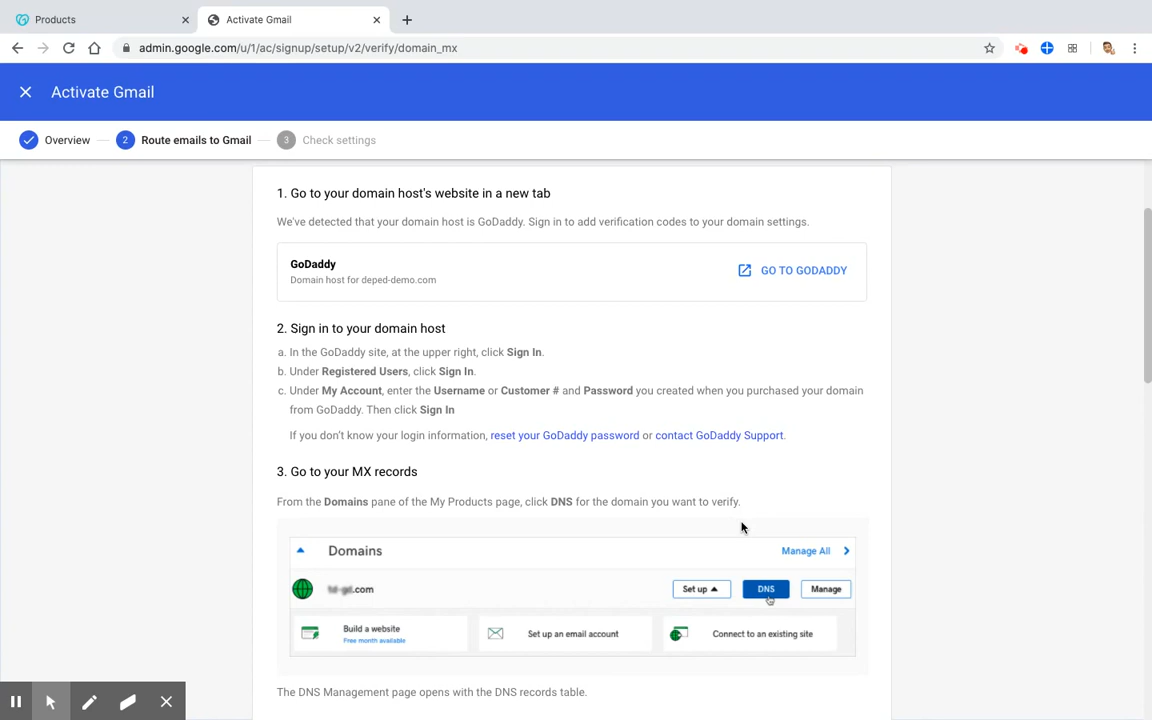 Products
Activate Gmail
admin.google.com/u/1/ac/signup/setup/v2/verify/domain_mx
Activate Gmail
Overview
2 Route emails to Gmail
3 Check settings
1. Go to your domain host's website in a new tab
We've detected that your domain host is GoDaddy. Sign in to add verification codes to your domain settings.
GoDaddy
Domain host for deped-demo.com
GO TO GODADDY
2. Sign in to your domain host
a. In the GoDaddy site, at the upper right, click Sign In.
b. Under Registered Users, click Sign In.
c. Under My Account, enter the Username or Customer # and Password you created when you purchased your domain
from GoDaddy. Then click Sign In
If you don't know your login information, reset your GoDaddy password or contact GoDaddy Support.
3. Go to your MX records
From the Domains pane of the My Products page, click DNS for the domain you want to verify.
Domains
Manage All
.com
Set up
DNS
Manage
Build a website
Free month available
Set up an email account
Connect to an existing site
The DNS Management page opens with the DNS records table.